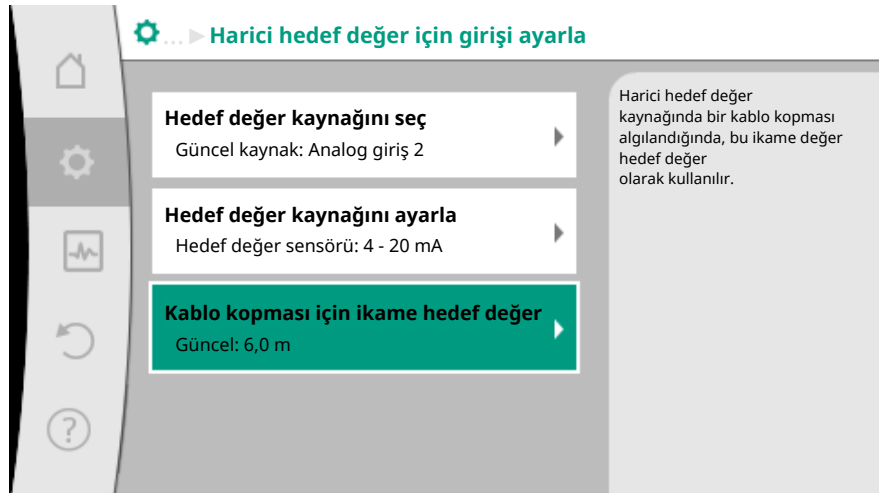 ... Harici hedef değer için girişi ayarla
Hedef değer kaynağını seç
Güncel kaynak: Analog giriş 2
Hedef değer kaynağını ayarla
Hedef değer sensörü: 4 - 20 mA
Kablo kopması için ikame hedef değer
Güncel: 6,0 m
Harici hedef değer
kaynağında bir kablo kopması
algılandığında, bu ikame değer
hedef değer
olarak kullanılır.
?